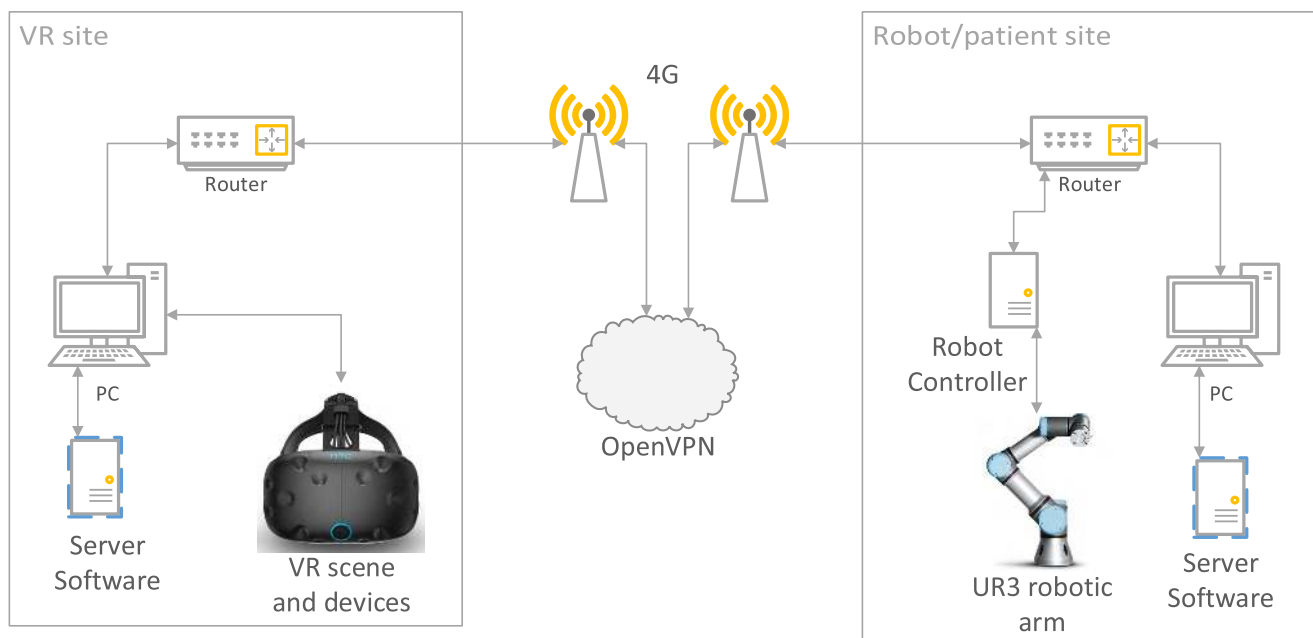 VR site
Robot/patient site
4G
Router
Router
Robot
Controller
PC
PC
hTC
OpenVPN
Server
Software
VR scene
and devices
UR3 robotic
arm
Server
Software